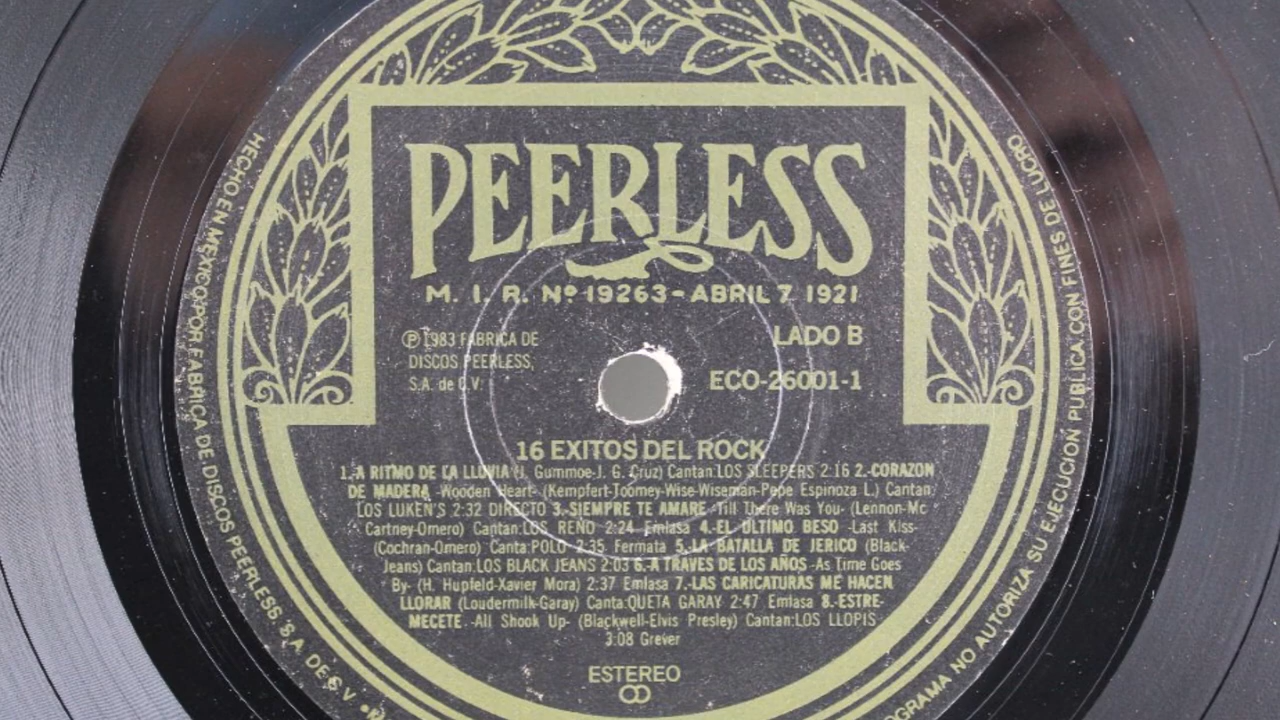 PEERLESS
M. I. R. Nº 19263-ABRIL 7 1921
Ⓟ 1983 FABRICA DE
DISCOS PEERLESS,
S.A. de C.V.
LADO B
ECO-26001-1
16 EXITOS DEL ROCK
1.-A RITMO DE LA LLUVIA (J. Gummoe-J. G. Cruz) Cantan:LOS SLEEPERS 2:16 2.-CORAZON
DE MADERA -Wooden Heart- (Kempfert-Toomey-Wise-Wiseman-Pepe Espinoza L.) Cantan:
LOS LUKEN'S 2:32 DIRECTO 3.-SIEMPRE TE AMARE -Till There Was You- (Lennon-Mc
Cartney-Omero) Cantan:LOS RENO 2:24 Emlasa 4.-EL ULTIMO BESO -Last Kiss-
(Cochran-Omero) Canta:POLO 2:35 Fermata 5.-LA BATALLA DE JERICO (Black-
Jeans) Cantan:LOS BLACK JEANS 2:03 6.-A TRAVES DE LOS AÑOS -As Time Goes
By- (H. Hupfeld-Xavier Mora) 2:37 Emlasa 7.-LAS CARICATURAS ME HACEN
LLORAR (Loudermilk-Garay) Canta:QUETA GARAY 2:47 Emlasa 8.-ESTRE-
MECETE -All Shook Up- (Blackwell-Elvis Presley) Cantan:LOS LLOPIS
3:08 Grever
ESTEREO
HECHO EN MEXICO POR FABRICA DE DISCOS PEERLESS, S.A. DE C.V. •
AUTORIZA SU EJECUCION PUBLICA CON FINES DE LUCRO